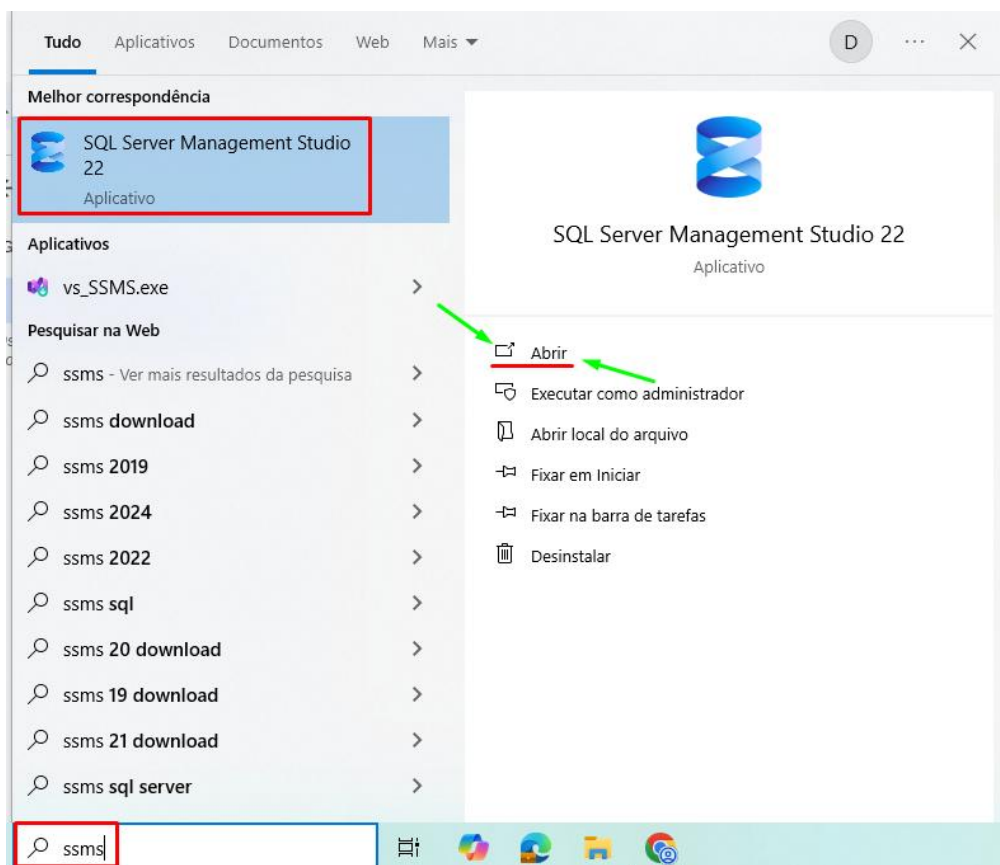 Tudo Aplicativos Documentos Web Mais D ...
Melhor correspondência
SQL Server Management Studio
22
Aplicativo
Aplicativos
vs_SSMS.exe
Pesquisar na Web
ssms - Ver mais resultados da pesquisa
ssms download
ssms 2019
ssms 2024
ssms 2022
ssms sql
ssms 20 download
ssms 19 download
ssms 21 download
ssms sql server
SQL Server Management Studio 22
Aplicativo
Abrir
Executar como administrador
Abrir local do arquivo
Fixar em Iniciar
Fixar na barra de tarefas
Desinstalar
ssms